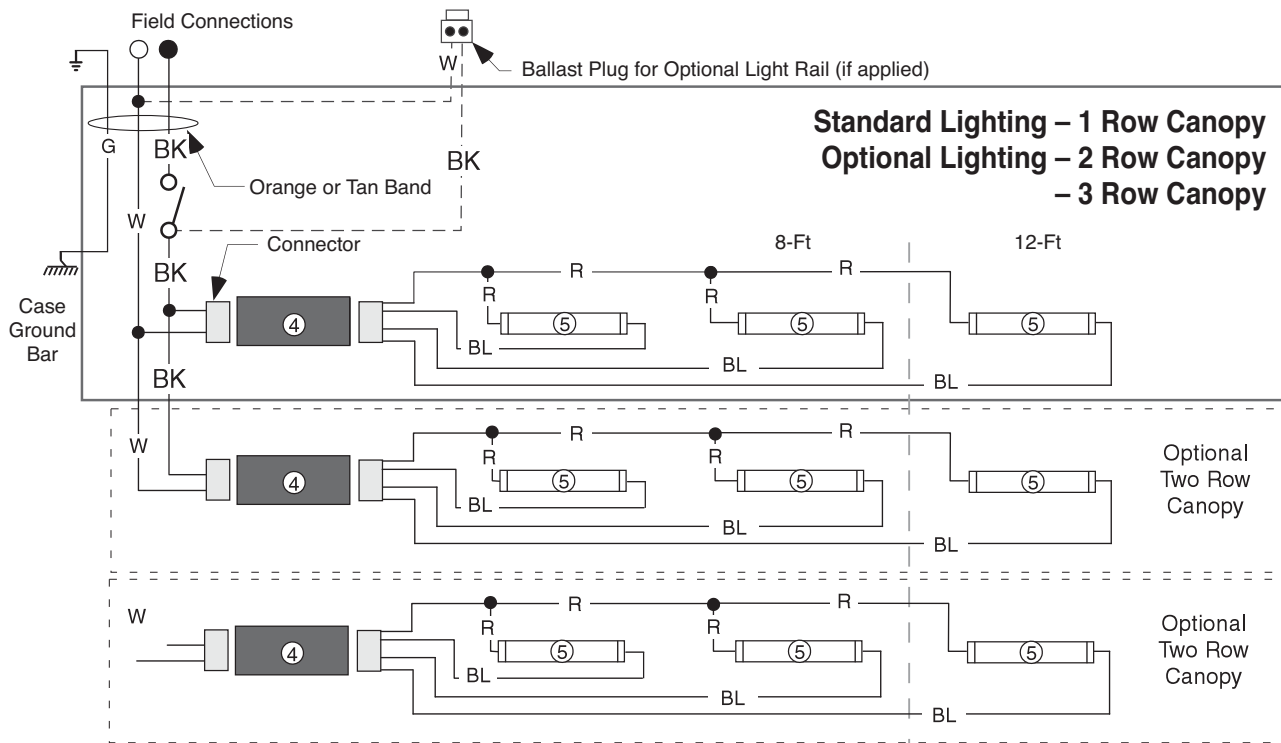 Field Connections
W
Ballast Plug for Optional Light Rail (if applied)
Standard Lighting – 1 Row Canopy
Optional Lighting – 2 Row Canopy
– 3 Row Canopy
G
BK
BK
Orange or Tan Band
W
Connector
8-Ft
12-Ft
BK
R
R
Case
Ground
Bar
R
R
4
5
5
5
BL
BL
BL
BK
W
R
R
R
R
4
5
5
5
BL
BL
BL
Optional
Two Row
Canopy
W
R
R
R
R
4
5
5
5
BL
BL
BL
Optional
Two Row
Canopy